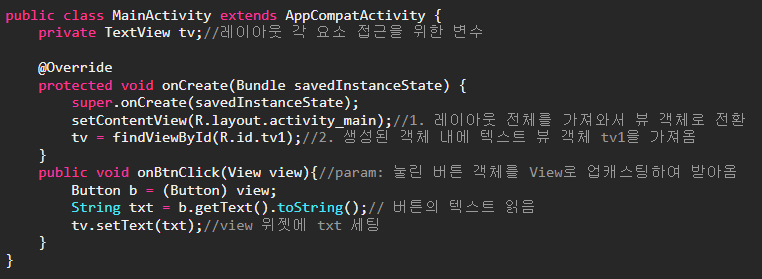 public class MainActivity extends AppCompatActivity {
    private TextView tv;//레이아웃 각 요소 접근을 위한 변수

    @Override
    protected void onCreate(Bundle savedInstanceState) {
        super.onCreate(savedInstanceState);
        setContentView(R.layout.activity_main);//1. 레이아웃 전체를 가져와서 뷰 객체로 전환
        tv = findViewById(R.id.tv1);//2. 생성된 객체 내에 텍스트 뷰 객체 tv1을 가져옴
    }
    public void onBtnClick(View view){//param: 눌린 버튼 객체를 View로 업캐스팅하여 받아옴
        Button b = (Button) view;
        String txt = b.getText().toString();// 버튼의 텍스트 읽음
        tv.setText(txt);//view 위젯에 txt 세팅
    }
}